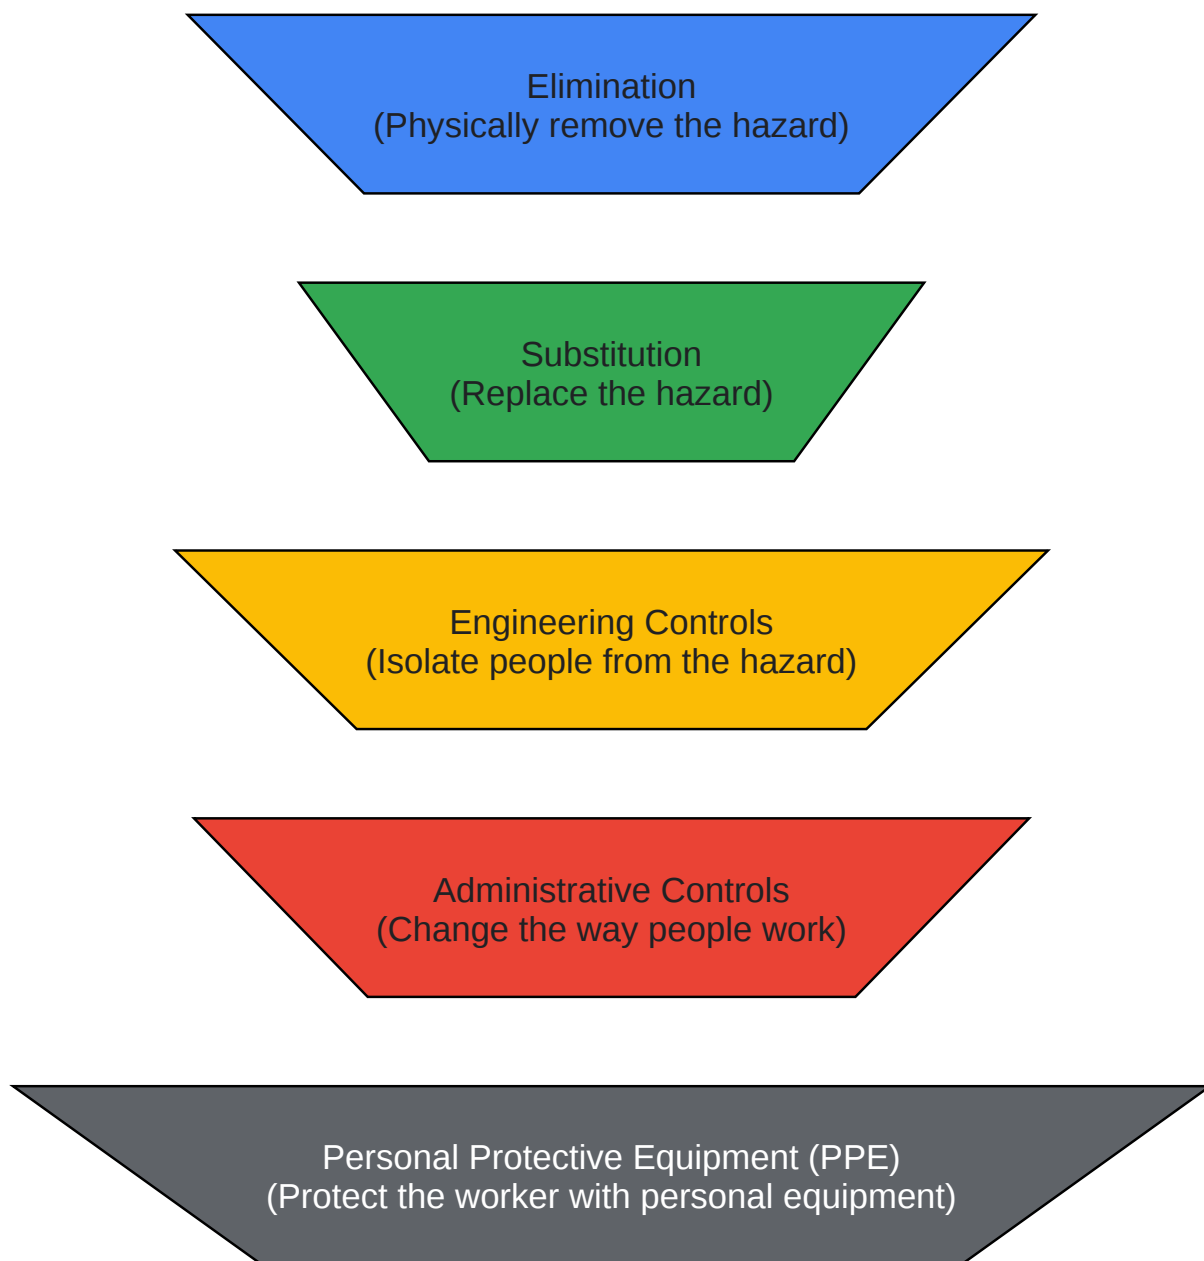 Elimination
(Physically remove the hazard)
Substitution
(Replace the hazard)
Engineering Controls
(Isolate people from the hazard)
Administrative Controls
(Change the way people work)
Personal Protective Equipment (PPE)
(Protect the worker with personal equipment)